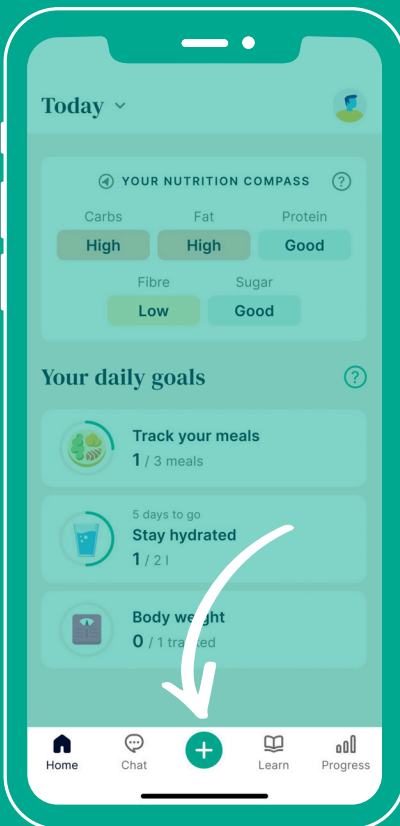 Today
YOUR NUTRITION COMPASS ?
Carbs Fat Protein
High High Good
Fibre Sugar
Low Good
Your daily goals ?
Track your meals
1 / 3 meals
5 days to go
Stay hydrated
1 / 2 l
Body weight
0 / 1 tracked
Home Chat Learn Progress